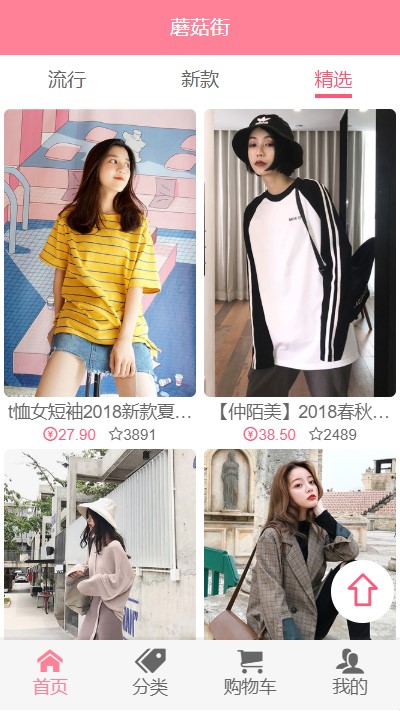 蘑菇街
流行 新款 精选
t恤女短袖2018新款夏...
27.90 3891
【仲陌美】2018春秋...
38.50 2489
首页 分类 购物车 我的